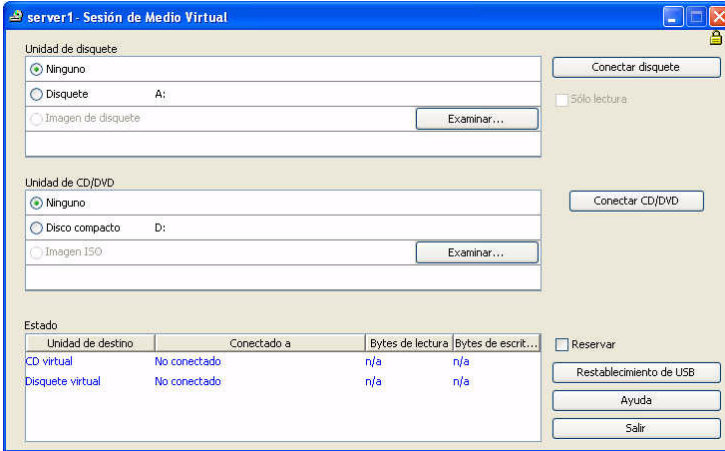 server1- Sesión de Medio Virtual
Unidad de disquete
Ninguno
Conectar disquete
Disquete A:
Sólo lectura
Imagen de disquete
Examinar...
Unidad de CD/DVD
Ninguno
Conectar CD/DVD
Disco compacto D:
Imagen ISO
Examinar...
Estado
Unidad de destino Conectado a Bytes de lectura Bytes de escrit...
CD virtual No conectado n/a n/a
Disquete virtual No conectado n/a n/a
Reservar
Restablecimiento de USB
Ayuda
Salir